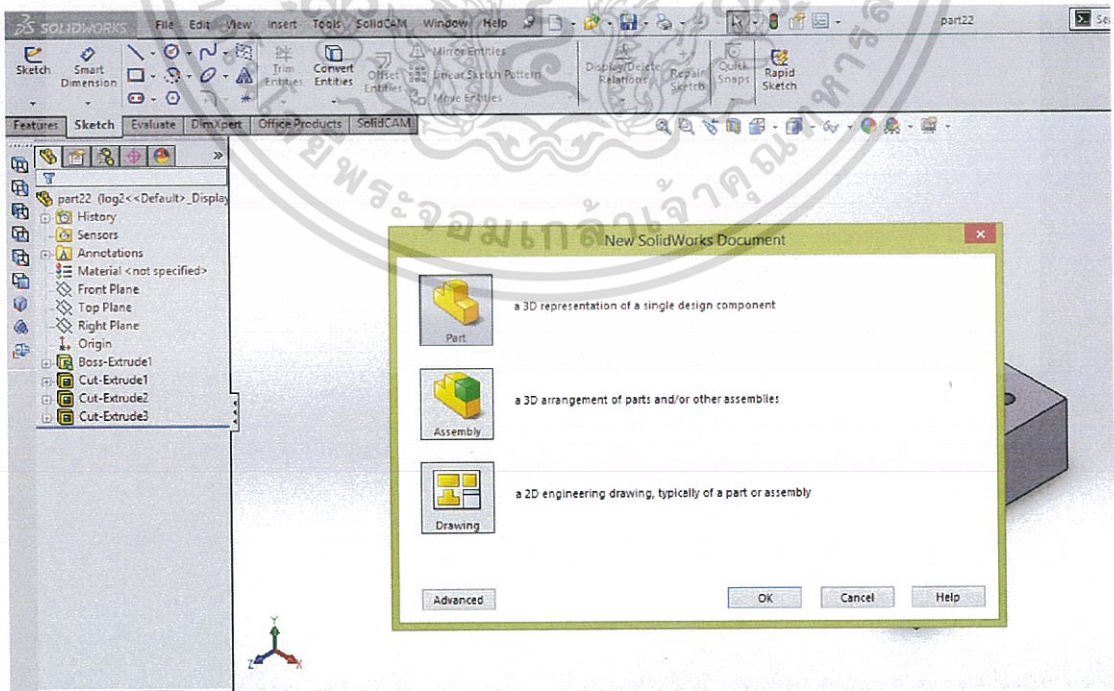 SOLIDWORKS File Edit View Insert Tools SolidCAM Window Help part22
Sketch
Smart Dimension
Trim Entities
Convert Entities
Offset Entities
Mirror Entities
Linear Sketch Pattern
Move Entities
Display/Delete Relations
Repair Sketch
Quick Snaps
Rapid Sketch
Features Sketch Evaluate DimXpert Office Products SolidCAM
part22 (log2<<Default>_Display
History
Sensors
Annotations
Material <not specified>
Front Plane
Top Plane
Right Plane
Origin
Boss-Extrude1
Cut-Extrude1
Cut-Extrude2
Cut-Extrude3
New SolidWorks Document
Part
a 3D representation of a single design component
Assembly
a 3D arrangement of parts and/or other assemblies
Drawing
a 2D engineering drawing, typically of a part or assembly
Advanced OK Cancel Help
Y
Z X